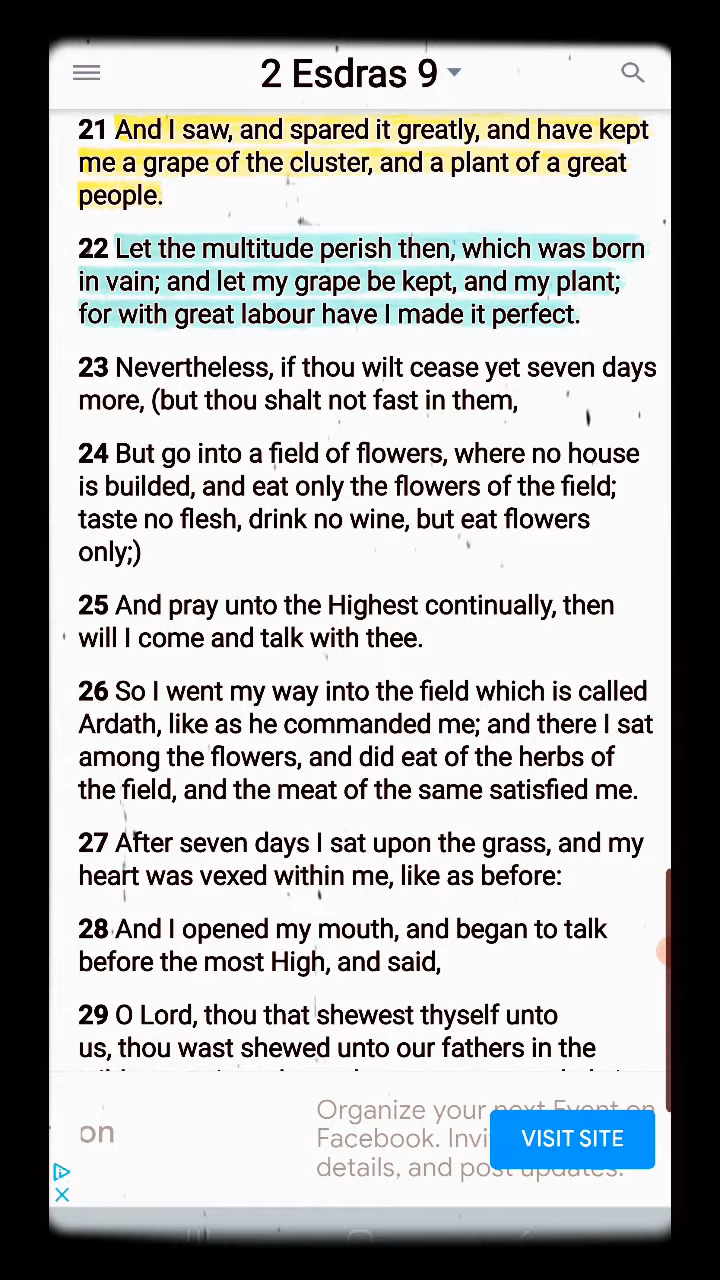 2 Esdras 9
21 And I saw, and spared it greatly, and have kept
me a grape of the cluster, and a plant of a great
people.
22 Let the multitude perish then, which was born
in vain; and let my grape be kept, and my plant;
for with great labour have I made it perfect.
23 Nevertheless, if thou wilt cease yet seven days
more, (but thou shalt not fast in them,
24 But go into a field of flowers, where no house
is builded, and eat only the flowers of the field;
taste no flesh, drink no wine, but eat flowers
only;)
25 And pray unto the Highest continually, then
will I come and talk with thee.
26 So I went my way into the field which is called
Ardath, like as he commanded me; and there I sat
among the flowers, and did eat of the herbs of
the field, and the meat of the same satisfied me.
27 After seven days I sat upon the grass, and my
heart was vexed within me, like as before:
28 And I opened my mouth, and began to talk
before the most High, and said,
29 O Lord, thou that shewest thyself unto
us, thou wast shewed unto our fathers in the
on
Organize your next Event on
Facebook. Invi
details, and post updates.
VISIT SITE